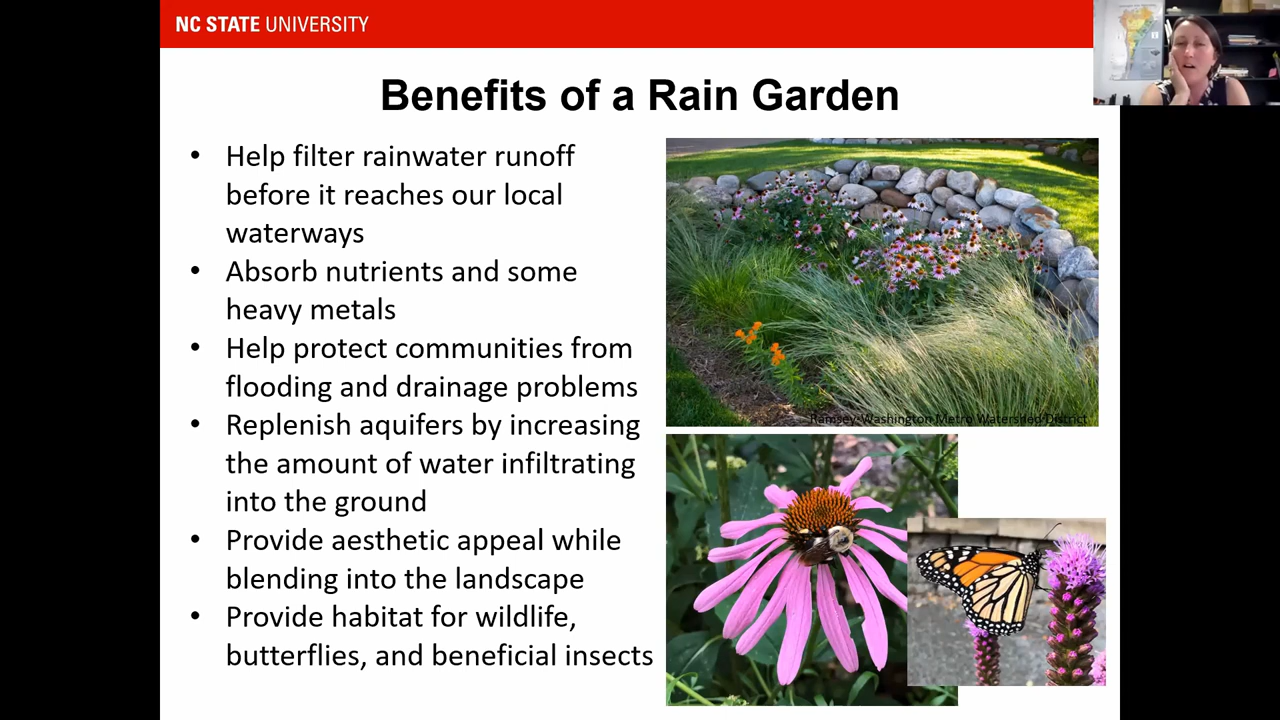 NC STATE UNIVERSITY
Benefits of a Rain Garden
• Help filter rainwater runoff
before it reaches our local
waterways
• Absorb nutrients and some
heavy metals
• Help protect communities from
flooding and drainage problems
• Replenish aquifers by increasing
the amount of water infiltrating
into the ground
• Provide aesthetic appeal while
blending into the landscape
• Provide habitat for wildlife,
butterflies, and beneficial insects
Ramsey-Washington Metro Watershed District